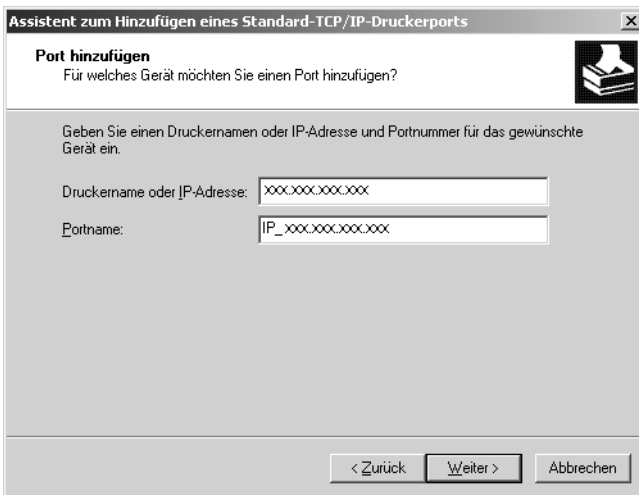 Assistent zum Hinzufügen eines Standard-TCP/IP-Druckerports
Port hinzufügen
Für welches Gerät möchten Sie einen Port hinzufügen?
Geben Sie einen Druckernamen oder IP-Adresse und Portnummer für das gewünschte
Gerät ein.
Druckername oder IP-Adresse: xxx.xxx.xxx.xxx
Portname: IP_xxx.xxx.xxx.xxx
< Zurück Weiter > Abbrechen